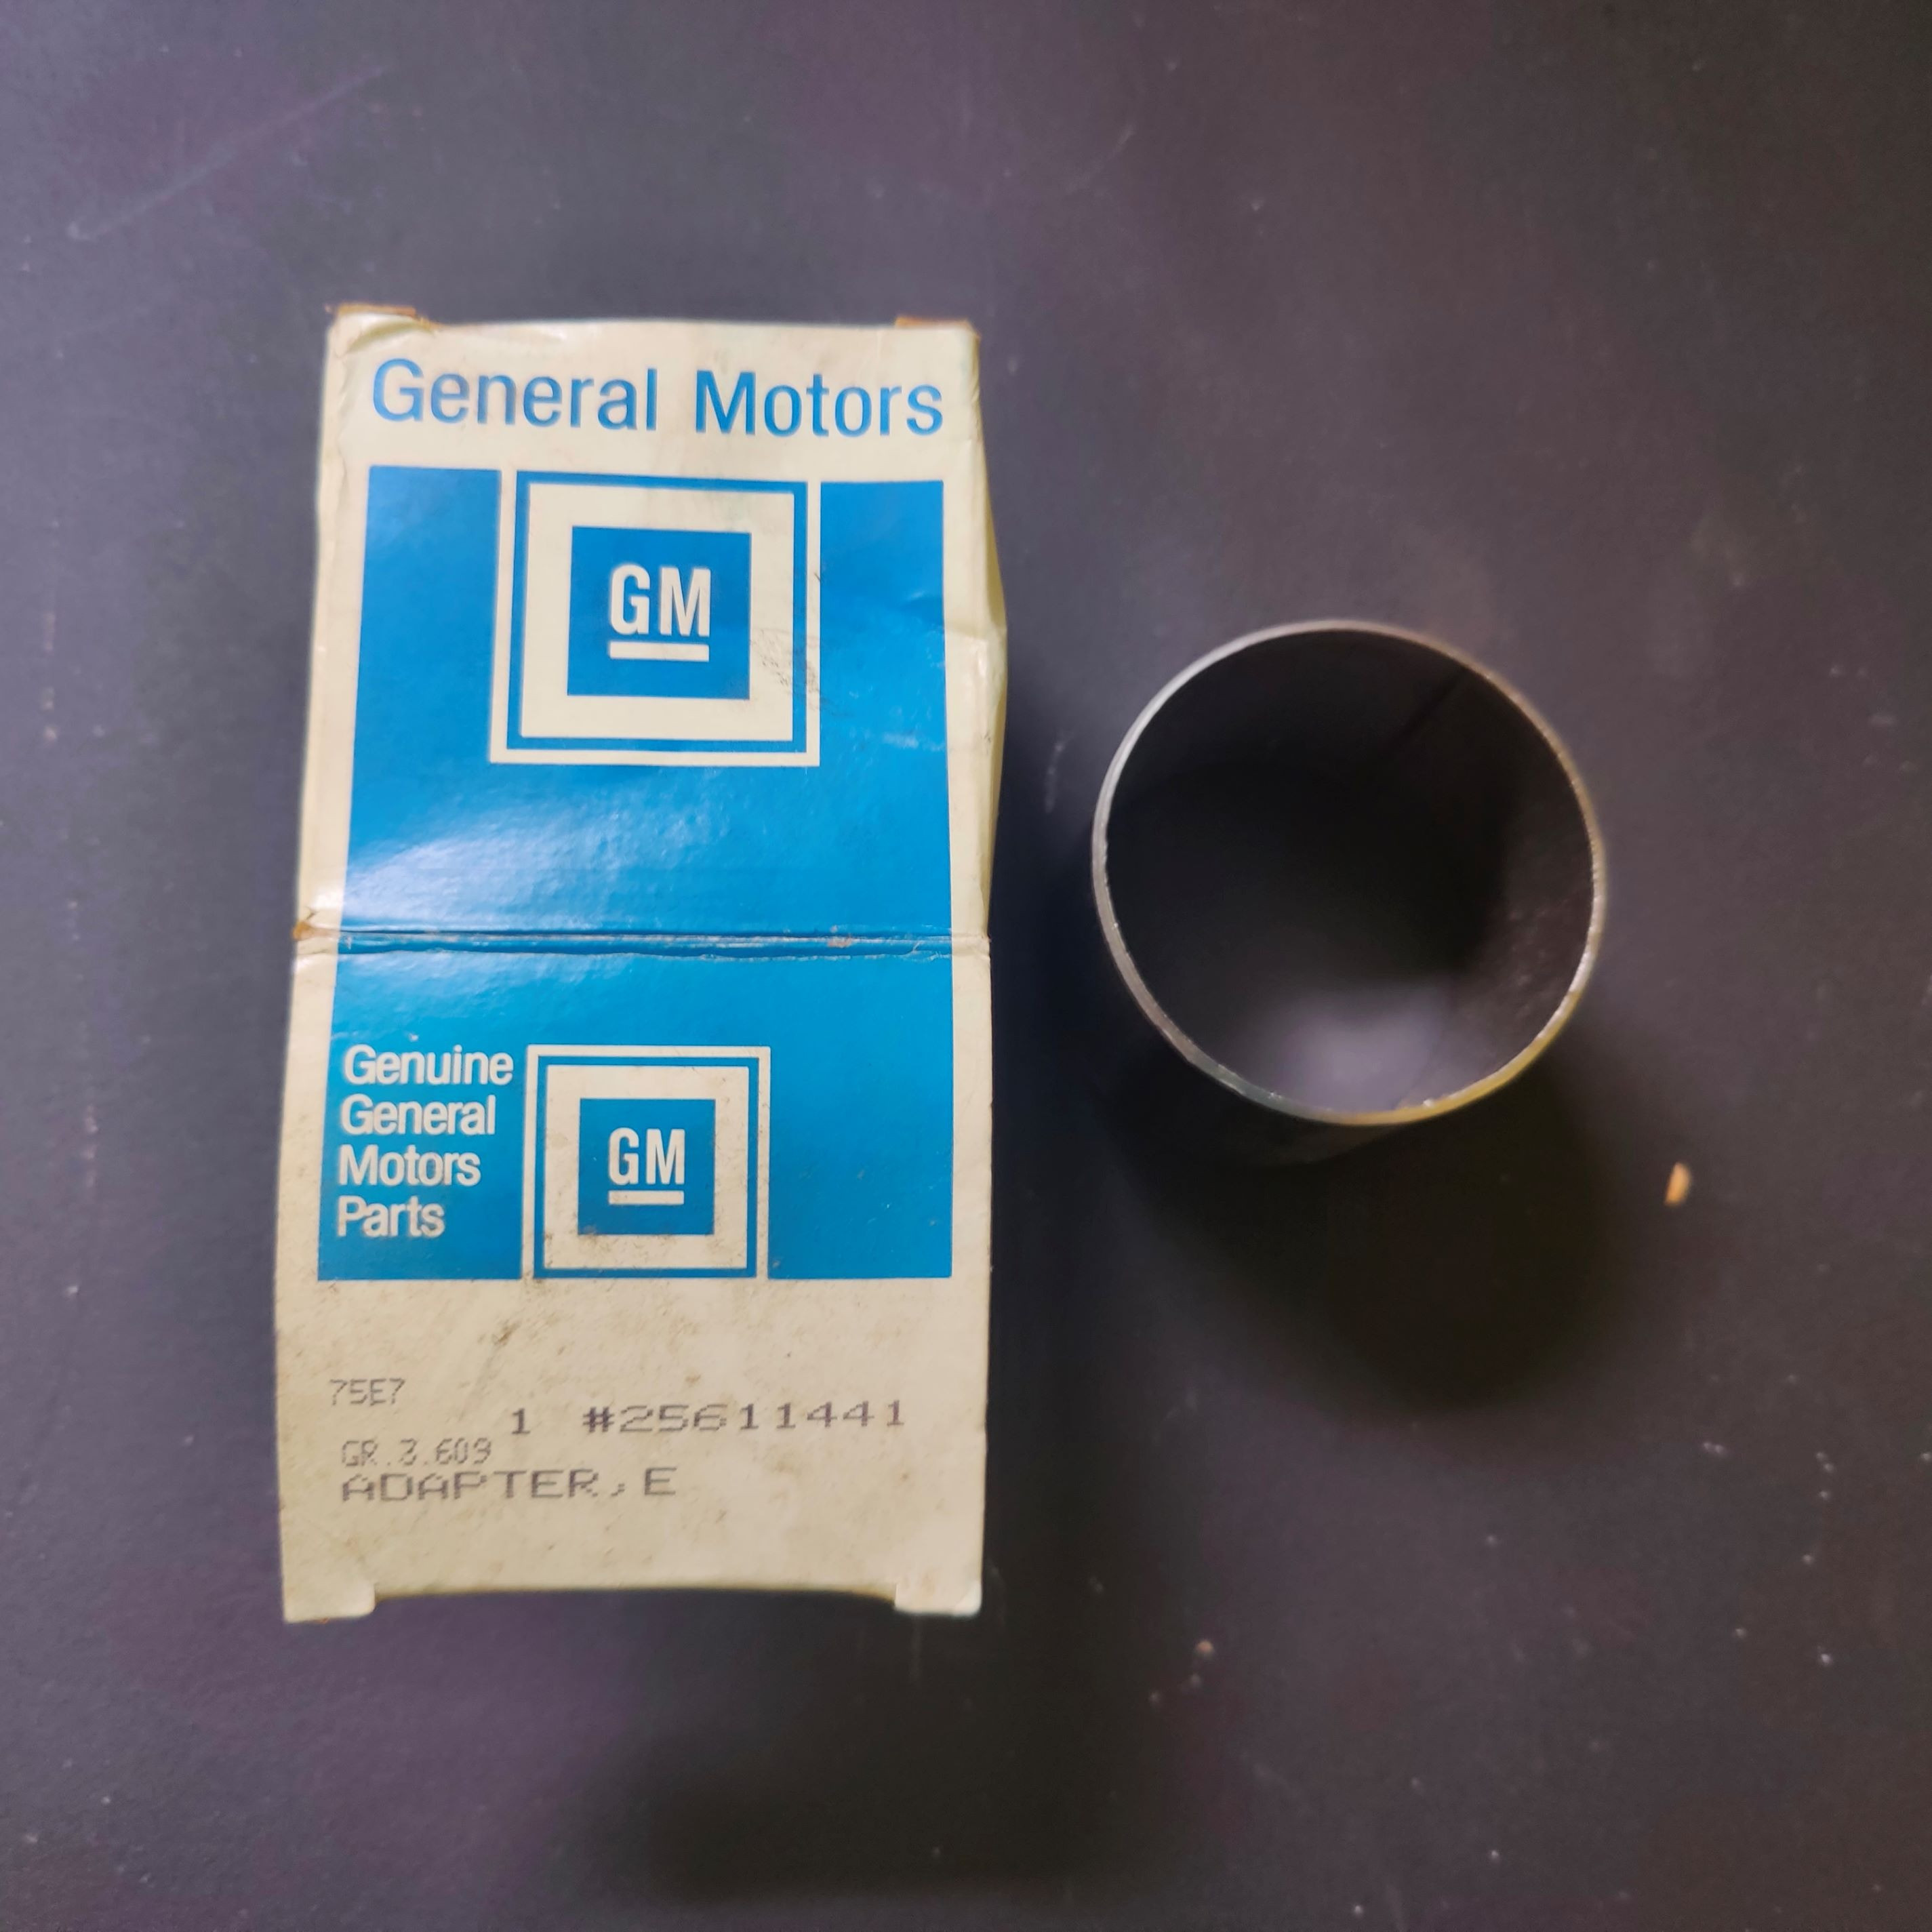 General Motors
GM
Genuine
General
Motors
Parts
GM
75E7
1 #25611441
GR.3.609
ADAPTER,E